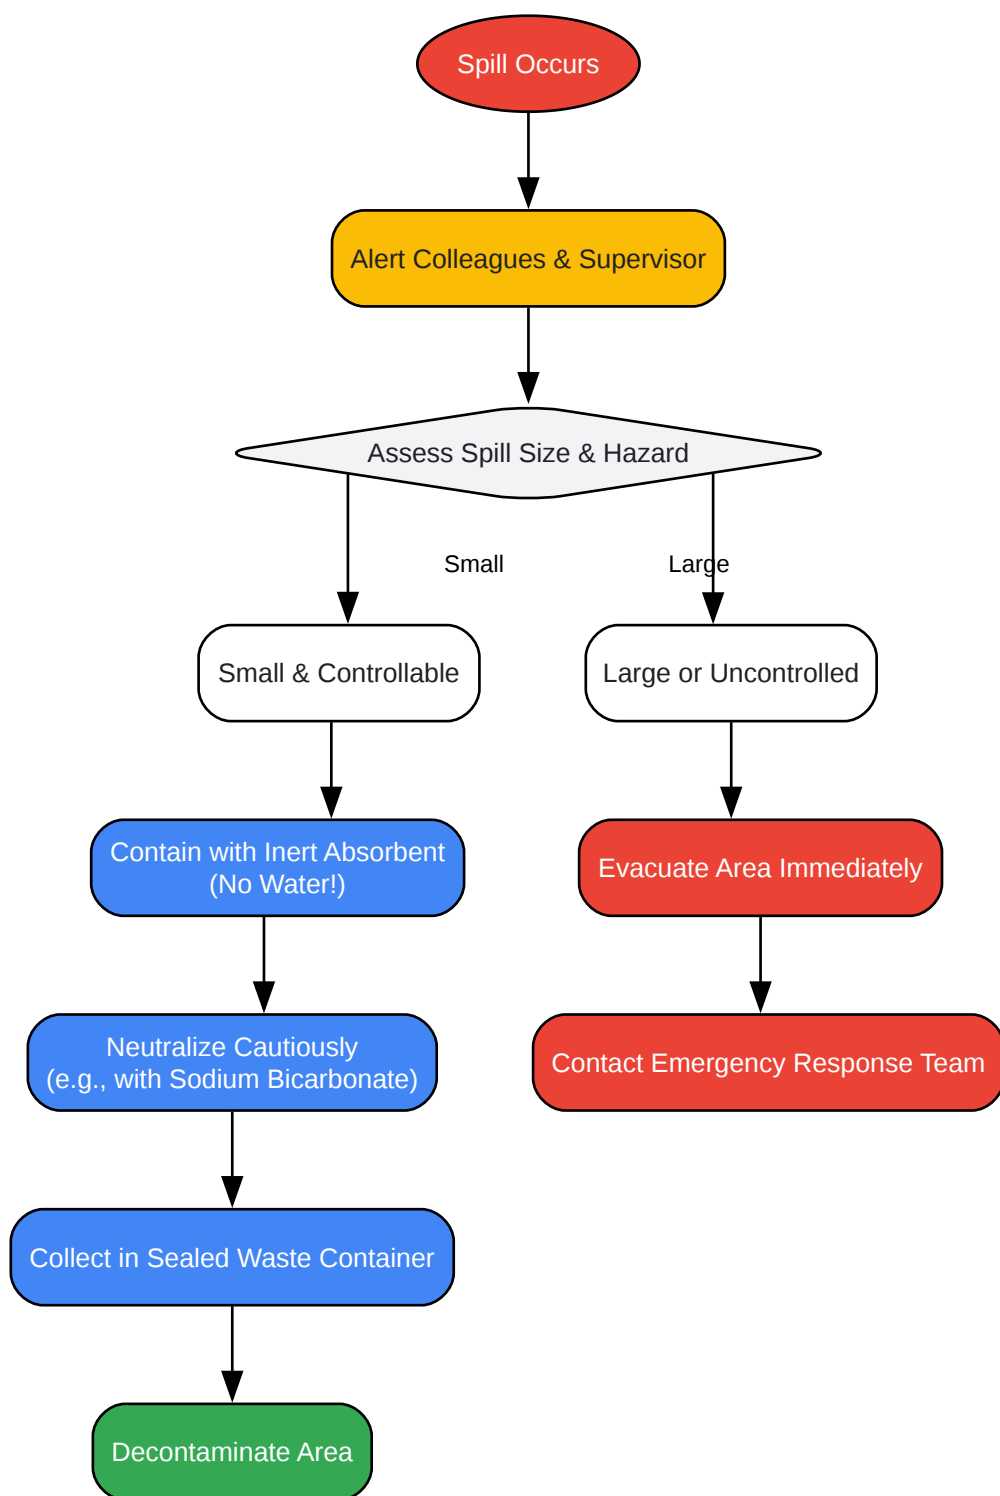 Spill Occurs
Alert Colleagues & Supervisor
Assess Spill Size & Hazard
Small
Large
Small & Controllable
Large or Uncontrolled
Contain with Inert Absorbent
(No Water!)
Evacuate Area Immediately
Neutralize Cautiously
(e.g., with Sodium Bicarbonate)
Contact Emergency Response Team
Collect in Sealed Waste Container
Decontaminate Area